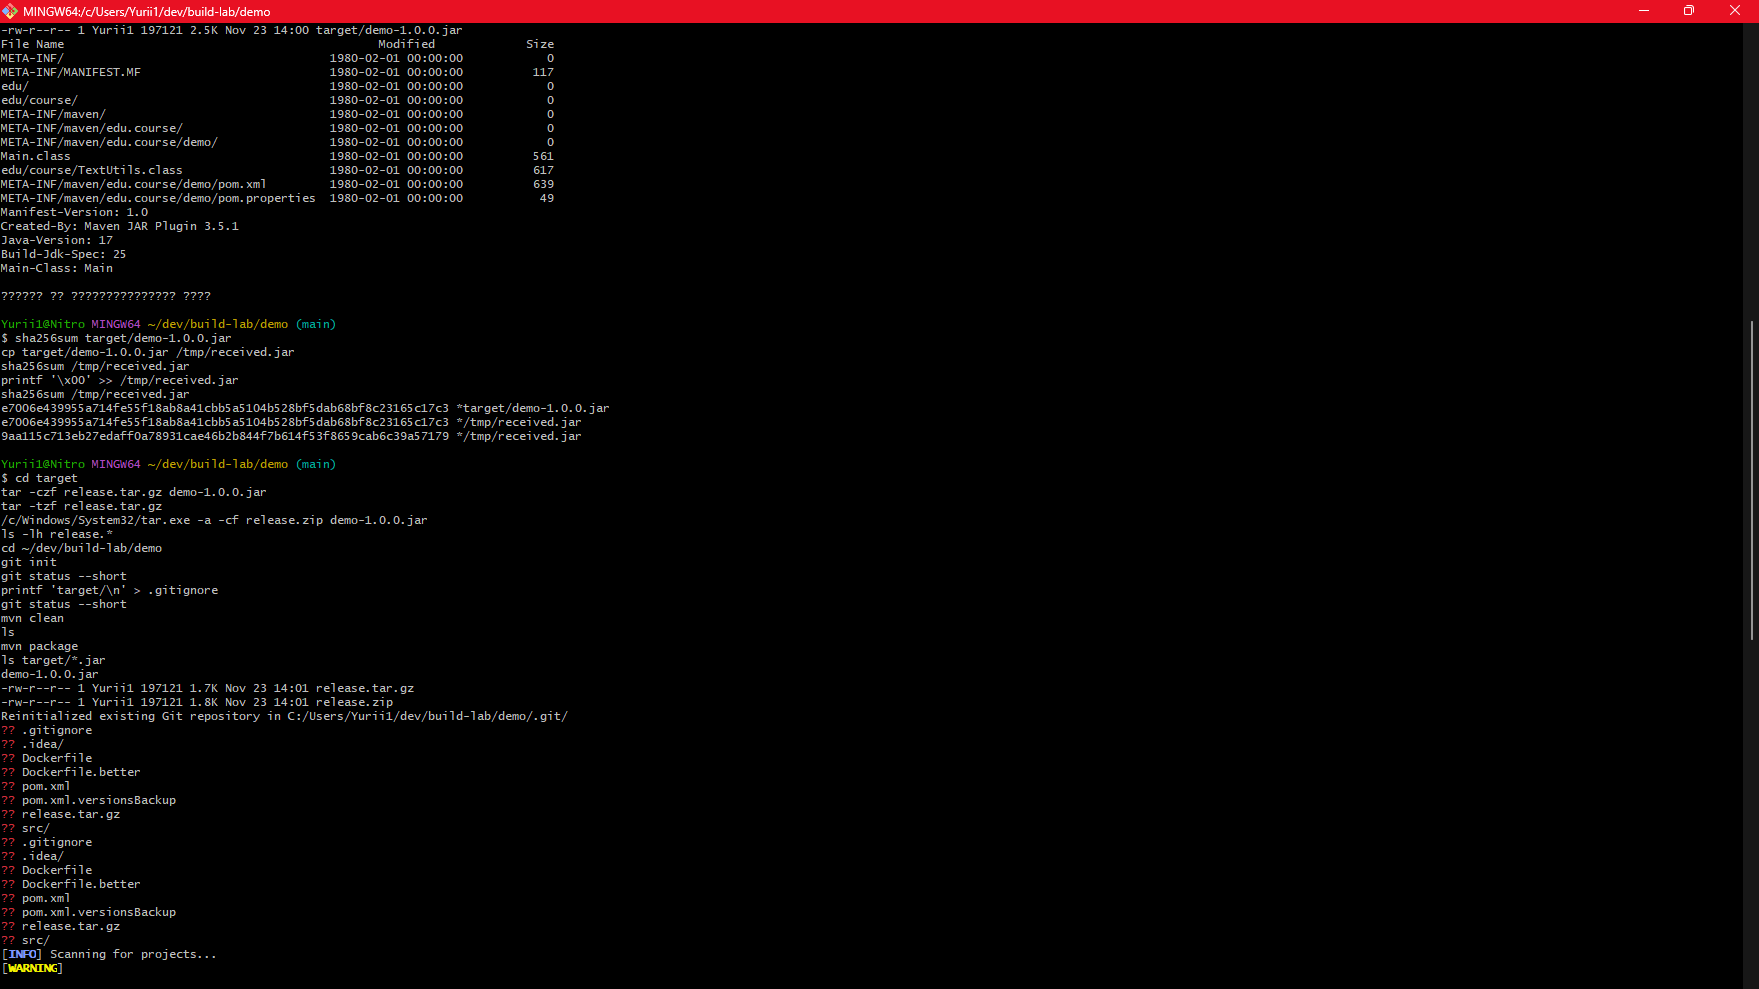 MINGW64:/c/Users/Yurii1/dev/build-lab/demo
-rw-r--r-- 1 Yurii1 197121 2.5K Nov 23 14:00 target/demo-1.0.0.jar
File Name                                             Modified             Size
META-INF/                                      1980-02-01 00:00:00            0
META-INF/MANIFEST.MF                           1980-02-01 00:00:00          117
edu/                                           1980-02-01 00:00:00            0
edu/course/                                    1980-02-01 00:00:00            0
META-INF/maven/                                1980-02-01 00:00:00            0
META-INF/maven/edu.course/                     1980-02-01 00:00:00            0
META-INF/maven/edu.course/demo/                1980-02-01 00:00:00            0
Main.class                                     1980-02-01 00:00:00          561
edu/course/TextUtils.class                     1980-02-01 00:00:00          617
META-INF/maven/edu.course/demo/pom.xml         1980-02-01 00:00:00          639
META-INF/maven/edu.course/demo/pom.properties  1980-02-01 00:00:00           49
Manifest-Version: 1.0
Created-By: Maven JAR Plugin 3.5.1
Java-Version: 17
Build-Jdk-Spec: 25
Main-Class: Main
?????? ?? ??????????????? ????
Yurii1@Nitro MINGW64 ~/dev/build-lab/demo (main)
$ sha256sum target/demo-1.0.0.jar
cp target/demo-1.0.0.jar /tmp/received.jar
sha256sum /tmp/received.jar
printf '\x00' >> /tmp/received.jar
sha256sum /tmp/received.jar
e7006e439955a714fe55f18ab8a41cbb5a5104b528bf5dab68bf8c23165c17c3 *target/demo-1.0.0.jar
e7006e439955a714fe55f18ab8a41cbb5a5104b528bf5dab68bf8c23165c17c3 */tmp/received.jar
9aa115c713eb27edaff0a78931cae46b2b844f7b614f53f8659cab6c39a57179 */tmp/received.jar
Yurii1@Nitro MINGW64 ~/dev/build-lab/demo (main)
$ cd target
tar -czf release.tar.gz demo-1.0.0.jar
tar -tzf release.tar.gz
/c/Windows/System32/tar.exe -a -cf release.zip demo-1.0.0.jar
ls -lh release.*
cd ~/dev/build-lab/demo
git init
git status --short
printf 'target/\n' > .gitignore
git status --short
mvn clean
ls
mvn package
ls target/*.jar
demo-1.0.0.jar
-rw-r--r-- 1 Yurii1 197121 1.7K Nov 23 14:01 release.tar.gz
-rw-r--r-- 1 Yurii1 197121 1.8K Nov 23 14:01 release.zip
Reinitialized existing Git repository in C:/Users/Yurii1/dev/build-lab/demo/.git/
?? .gitignore
?? .idea/
?? Dockerfile
?? Dockerfile.better
?? pom.xml
?? pom.xml.versionsBackup
?? release.tar.gz
?? src/
?? .gitignore
?? .idea/
?? Dockerfile
?? Dockerfile.better
?? pom.xml
?? pom.xml.versionsBackup
?? release.tar.gz
?? src/
[INFO] Scanning for projects...
[WARNING]